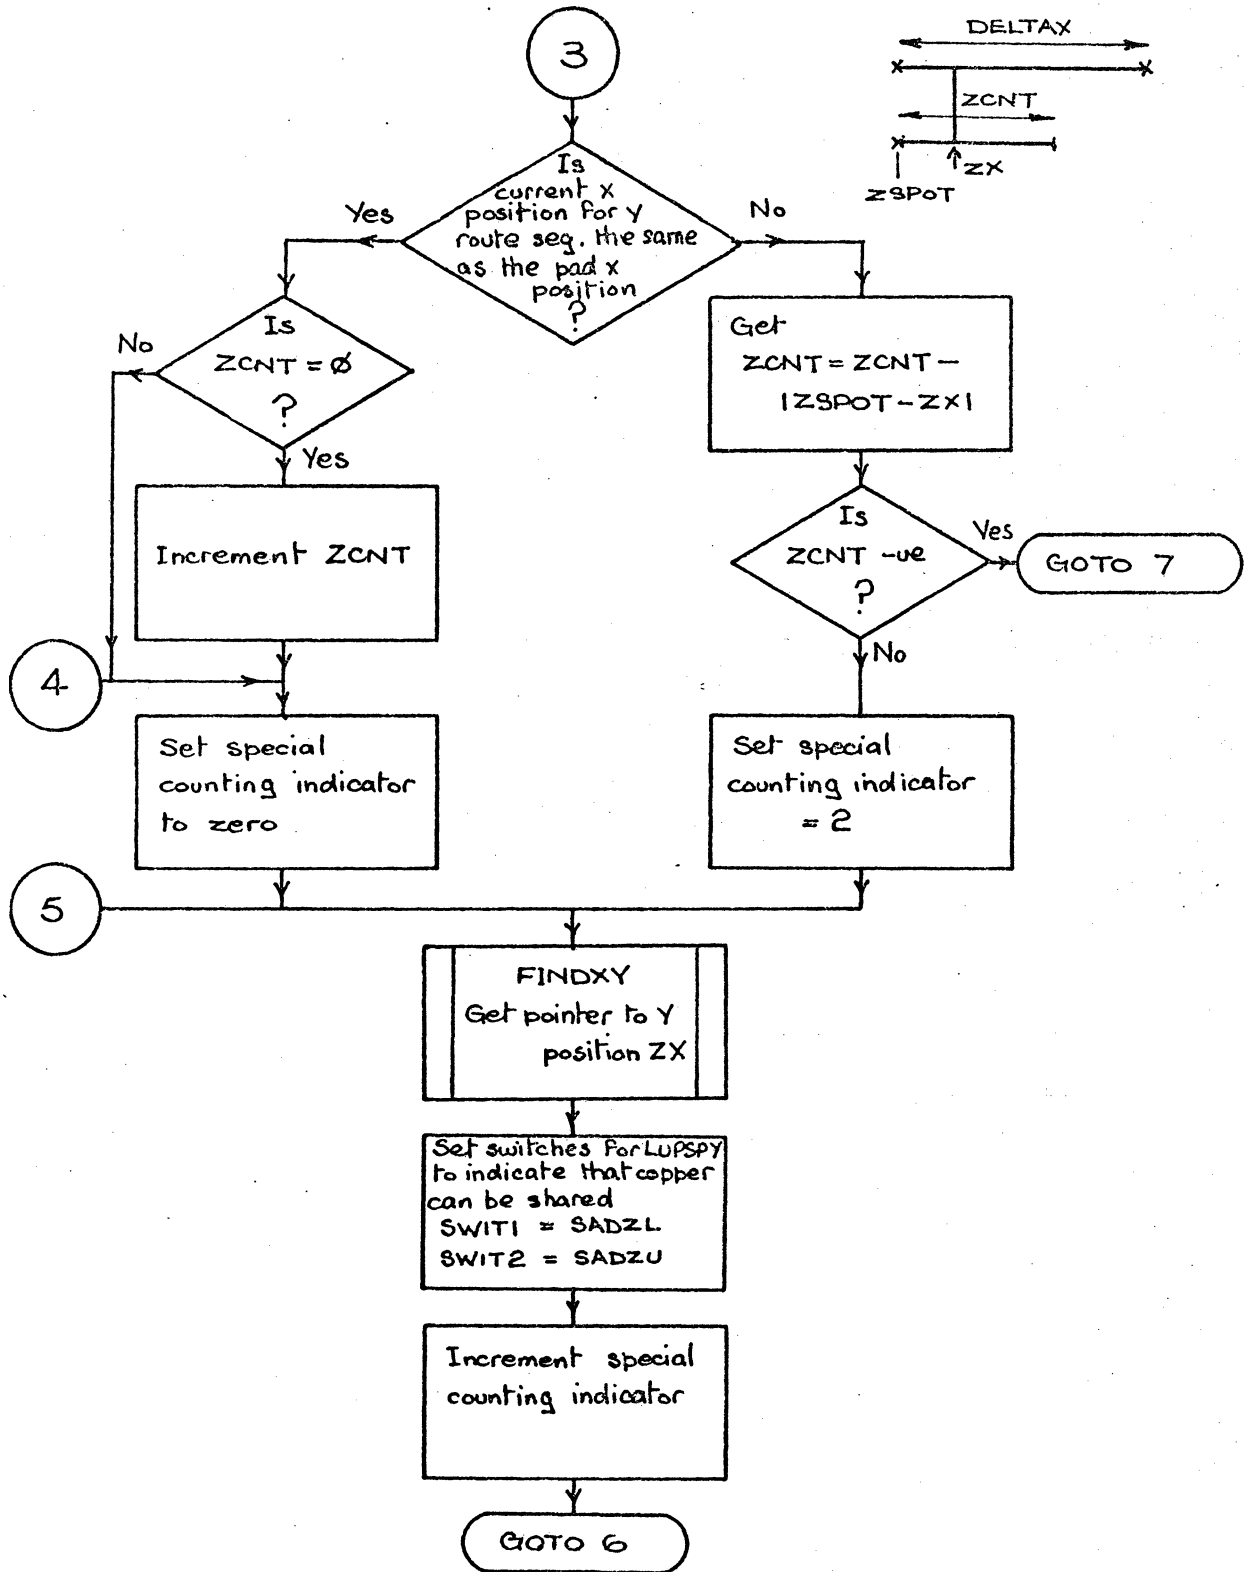 3
DELTAX
ZCNT
ZX
ZSPOT
Is
current x
position for Y
route seg. the same
as the pad x
position
?
Yes
No
Is
ZCNT = Ø
?
No
Yes
Get
ZCNT = ZCNT –
|ZSPOT – ZX|
Increment ZCNT
Is
ZCNT -ve
?
Yes
GOTO 7
No
4
Set special
counting indicator
to zero
Set special
counting indicator
= 2
5
FINDXY
Get pointer to Y
position ZX
Set switches for LUPSPY
to indicate that copper
can be shared
SWIT1 = SADZL
SWIT2 = SADZU
Increment special
counting indicator
GOTO 6